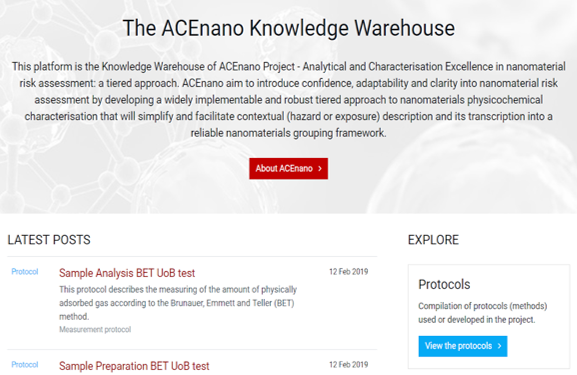 The ACEnano Knowledge Warehouse
This platform is the Knowledge Warehouse of ACEnano Project - Analytical and Characterisation Excellence in nanomaterial
risk assessment: a tiered approach. ACEnano aim to introduce confidence, adaptability and clarity into nanomaterial risk
assessment by developing a widely implementable and robust tiered approach to nanomaterials physicochemical
characterisation that will simplify and facilitate contextual (hazard or exposure) description and its transcription into a
reliable nanomaterials grouping framework.
About ACEnano >
LATEST POSTS
Protocol
Sample Analysis BET UoB test
12 Feb 2019
This protocol describes the measuring of the amount of physically
adsorbed gas according to the Brunauer, Emmett and Teller (BET)
method.
Measurement protocol
Protocol
Sample Preparation BET UoB test
12 Feb 2019
EXPLORE
Protocols
Compilation of protocols (methods)
used or developed in the project.
View the protocols >